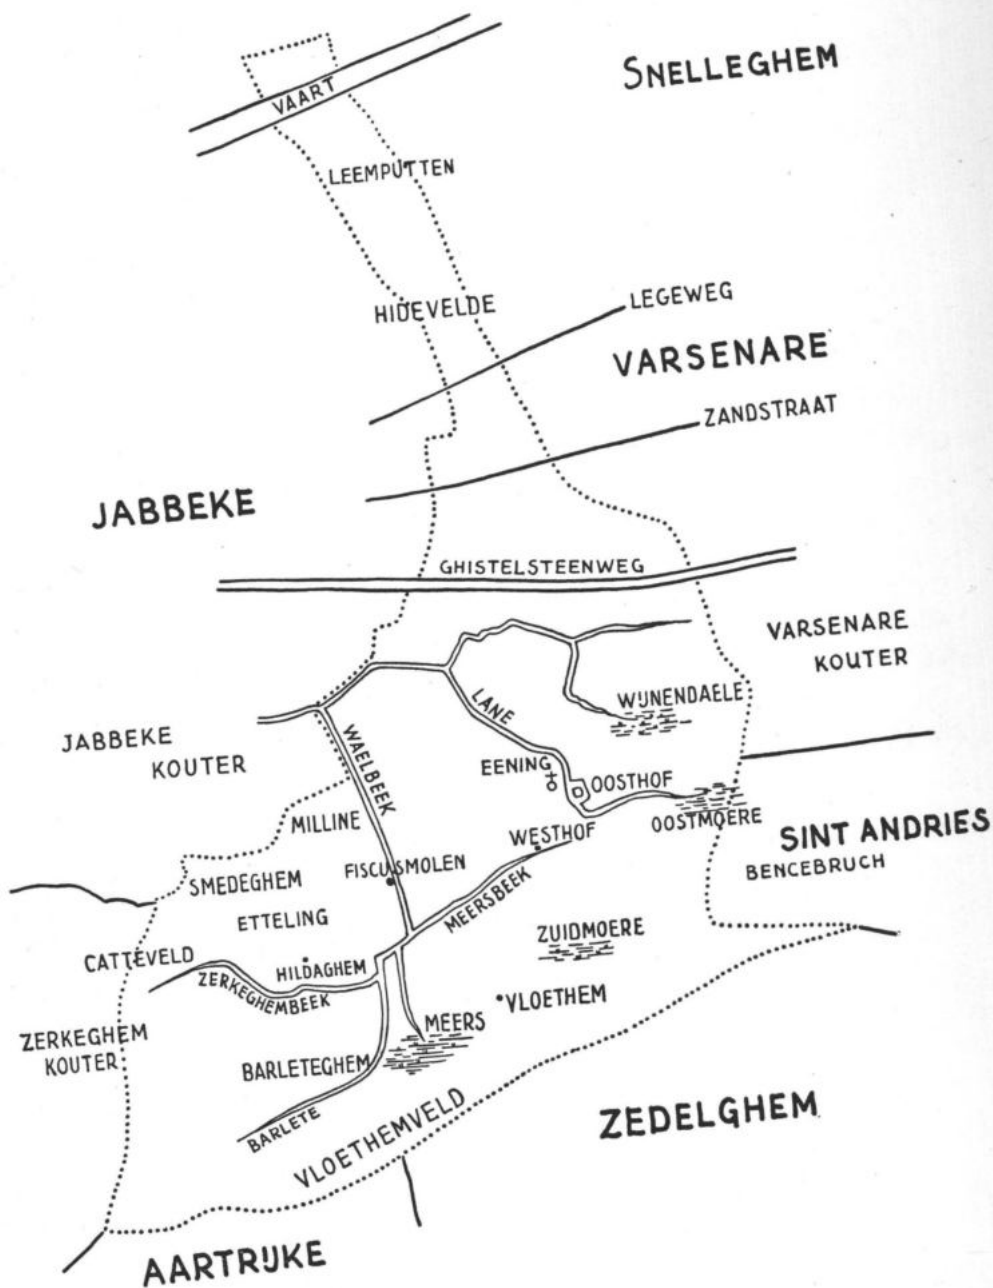 SNELLEGHEM
VAART
LEEMPUTTEN
LEGEWEG
HIDEVELDE
VARSENARE
ZANDSTRAAT
JABBEKE
GHISTELSTEENWEG
VARSENARE
KOUTER
WIJNENDAELE
LANE
JABBEKE
KOUTER
WAELBEEK
EENING
OOSTHOF
OOSTMOERE
MILLINE
WESTHOF
SINT ANDRIES
BENCEBRUCH
FISCUSMOLEN
SMEDEGHEM
MEERSBEEK
ETTELING
ZUIDMOERE
CATTEVELD
HILDAGHEM
ZERKEGHEMBEEK
VLOETHEM
MEERS
ZERKEGHEM
KOUTER
BARLETEGHEM
BARLETE
VLOETHEMVELD
ZEDELGHEM
AARTRIJKE